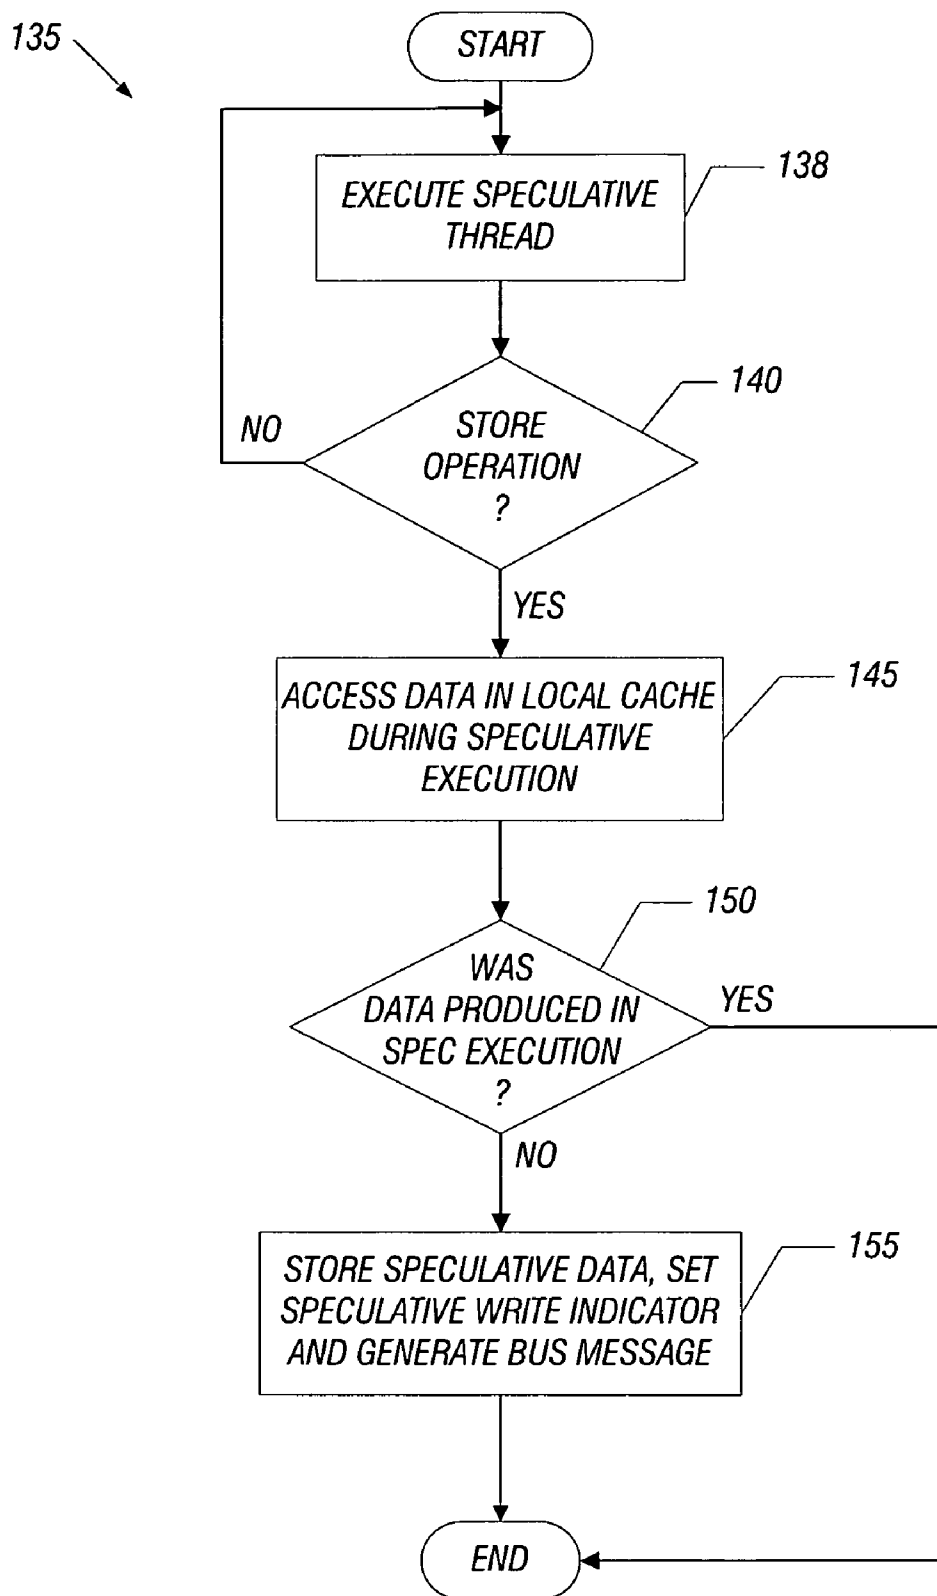 135
START
138
EXECUTE SPECULATIVE
THREAD
140
STORE
OPERATION
?
NO
YES
145
ACCESS DATA IN LOCAL CACHE
DURING SPECULATIVE
EXECUTION
150
WAS
DATA PRODUCED IN
SPEC EXECUTION
?
YES
NO
155
STORE SPECULATIVE DATA, SET
SPECULATIVE WRITE INDICATOR
AND GENERATE BUS MESSAGE
END